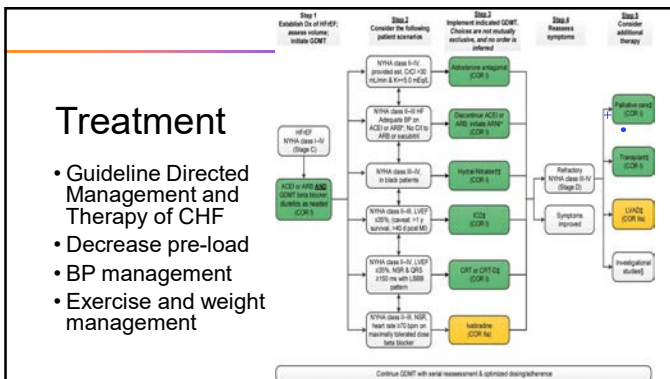 Step 1
Establish Dx of HFrEF;
assess volume;
initiate GDMT
Step 2
Consider the following
patient scenarios
Step 3
Implement indicated GDMT.
Choices are not mutually
exclusive, and no order is
inferred
Step 4
Reassess
symptoms
Step 5
Consider
additional
therapy
Treatment
• Guideline Directed
Management and
Therapy of CHF
• Decrease pre-load
• BP management
• Exercise and weight
management
HFrEF
NYHA class I–IV
(Stage C)
ACEI or ARB AND
GDMT beta blocker;
diuretics as needed
(COR I)
NYHA class II–IV,
provided est. CrCl >30
mL/min & K+<5.0 mEq/L
NYHA class II–III HF
Adequate BP on
ACEI or ARB*; No C/I to
ARB or sacubitril
NYHA class III–IV,
in black patients
NYHA class II–III, LVEF
≤35%; (caveat: >1 y
survival, >40 d post MI)
NYHA class II–IV, LVEF
≤35%, NSR & QRS
≥150 ms with LBBB
pattern
NYHA class II–III, NSR,
heart rate ≥70 bpm on
maximally tolerated dose
beta blocker
Aldosterone antagonist
(COR I)
Discontinue ACEI or
ARB; initiate ARNI*
(COR I)
Hydral-Nitrates†‡
(COR I)
ICD‡
(COR I)
CRT or CRT-D‡
(COR I)
Ivabradine
(COR IIa)
Refractory
NYHA class III-IV
(Stage D)
Symptoms
improved
Palliative care‡
(COR I)
Transplant‡
(COR I)
LVAD‡
(COR IIa)
Investigational
studies§
Continue GDMT with serial reassessment & optimized dosing/adherence